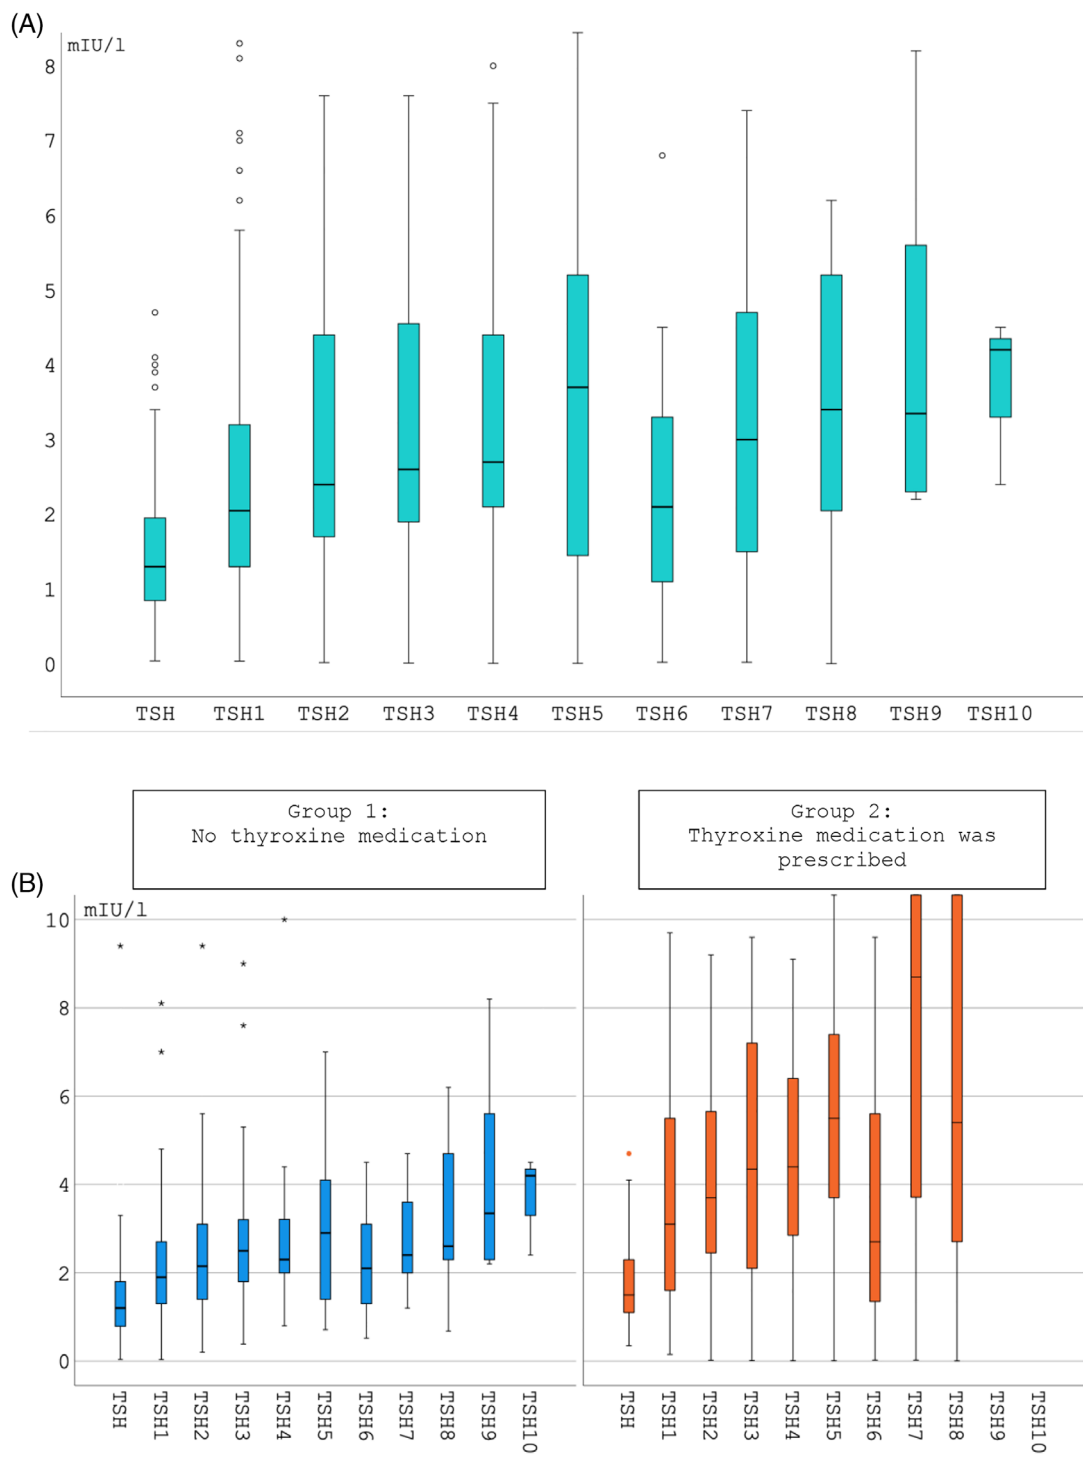 (A)
mIU/l
8
7
6
5
4
3
2
1
0
TSH TSH1 TSH2 TSH3 TSH4 TSH5 TSH6 TSH7 TSH8 TSH9 TSH10
Group 1:
No thyroxine medication
Group 2:
Thyroxine medication was
prescribed
(B)
mIU/l
10
8
6
4
2
0
TSH TSH1 TSH2 TSH3 TSH4 TSH5 TSH6 TSH7 TSH8 TSH9 TSH10
TSH TSH1 TSH2 TSH3 TSH4 TSH5 TSH6 TSH7 TSH8 TSH9 TSH10